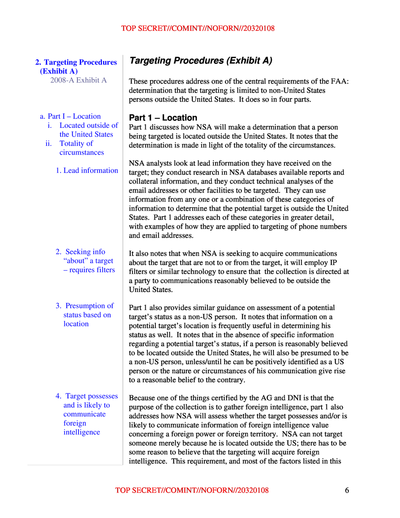 TOP SECRET//COMINT//NOFORN//20320108
2. Targeting Procedures
(Exhibit A)
2008-A Exhibit A
a. Part I – Location
i. Located outside of
the United States
ii. Totality of
circumstances
1. Lead information
2. Seeking info
“about” a target
– requires filters
3. Presumption of
status based on
location
4. Target possesses
and is likely to
communicate
foreign
intelligence
Targeting Procedures (Exhibit A)
These procedures address one of the central requirements of the FAA:
determination that the targeting is limited to non-United States
persons outside the United States. It does so in four parts.
Part 1 – Location
Part 1 discusses how NSA will make a determination that a person
being targeted is located outside the United States. It notes that the
determination is made in light of the totality of the circumstances.
NSA analysts look at lead information they have received on the
target; they conduct research in NSA databases available reports and
collateral information, and they conduct technical analyses of the
email addresses or other facilities to be targeted. They can use
information from any one or a combination of these categories of
information to determine that the potential target is outside the United
States. Part 1 addresses each of these categories in greater detail,
with examples of how they are applied to targeting of phone numbers
and email addresses.
It also notes that when NSA is seeking to acquire communications
about the target that are not to or from the target, it will employ IP
filters or similar technology to ensure that the collection is directed at
a party to communications reasonably believed to be outside the
United States.
Part 1 also provides similar guidance on assessment of a potential
target’s status as a non-US person. It notes that information on a
potential target’s location is frequently useful in determining his
status as well. It notes that in the absence of specific information
regarding a potential target’s status, if a person is reasonably believed
to be located outside the United States, he will also be presumed to be
a non-US person, unless/until he can be positively identified as a US
person or the nature or circumstances of his communication give rise
to a reasonable belief to the contrary.
Because one of the things certified by the AG and DNI is that the
purpose of the collection is to gather foreign intelligence, part 1 also
addresses how NSA will assess whether the target possesses and/or is
likely to communicate information of foreign intelligence value
concerning a foreign power or foreign territory. NSA can not target
someone merely because he is located outside the US; there has to be
some reason to believe that the targeting will acquire foreign
intelligence. This requirement, and most of the factors listed in this
TOP SECRET//COMINT//NOFORN//20320108
6